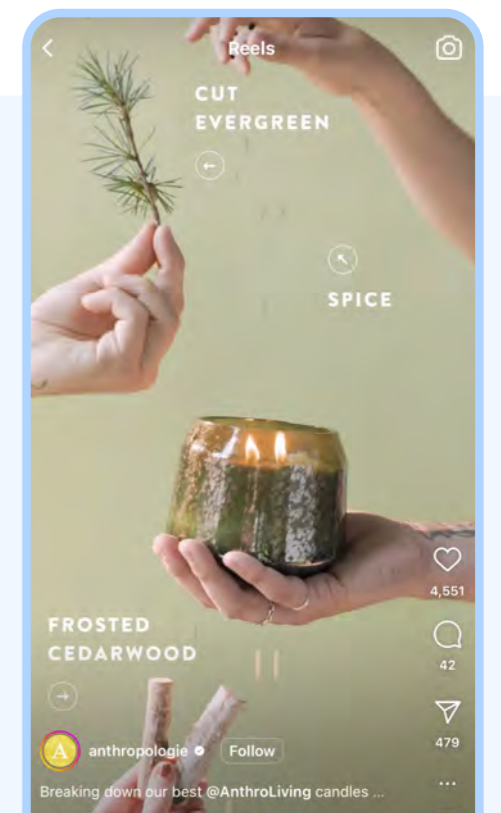 Reels
CUT
EVERGREEN
SPICE
4,551
42
FROSTED
CEDARWOOD
479
A
anthropologie
Follow
Breaking down our best @AnthroLiving candles ...